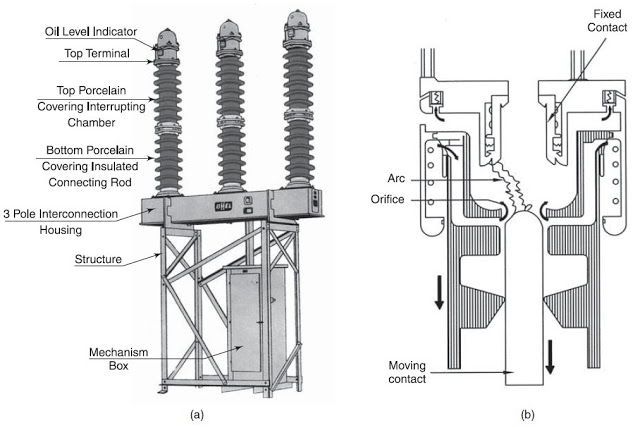 Oil Level Indicator
Top Terminal
Top Porcelain
Covering Interrupting
Chamber
Bottom Porcelain
Covering Insulated
Connecting Rod
3 Pole Interconnection
Housing
Structure
Mechanism
Box
BHEL
(a)
Fixed
Contact
Arc
Orifice
Moving
contact
(b)